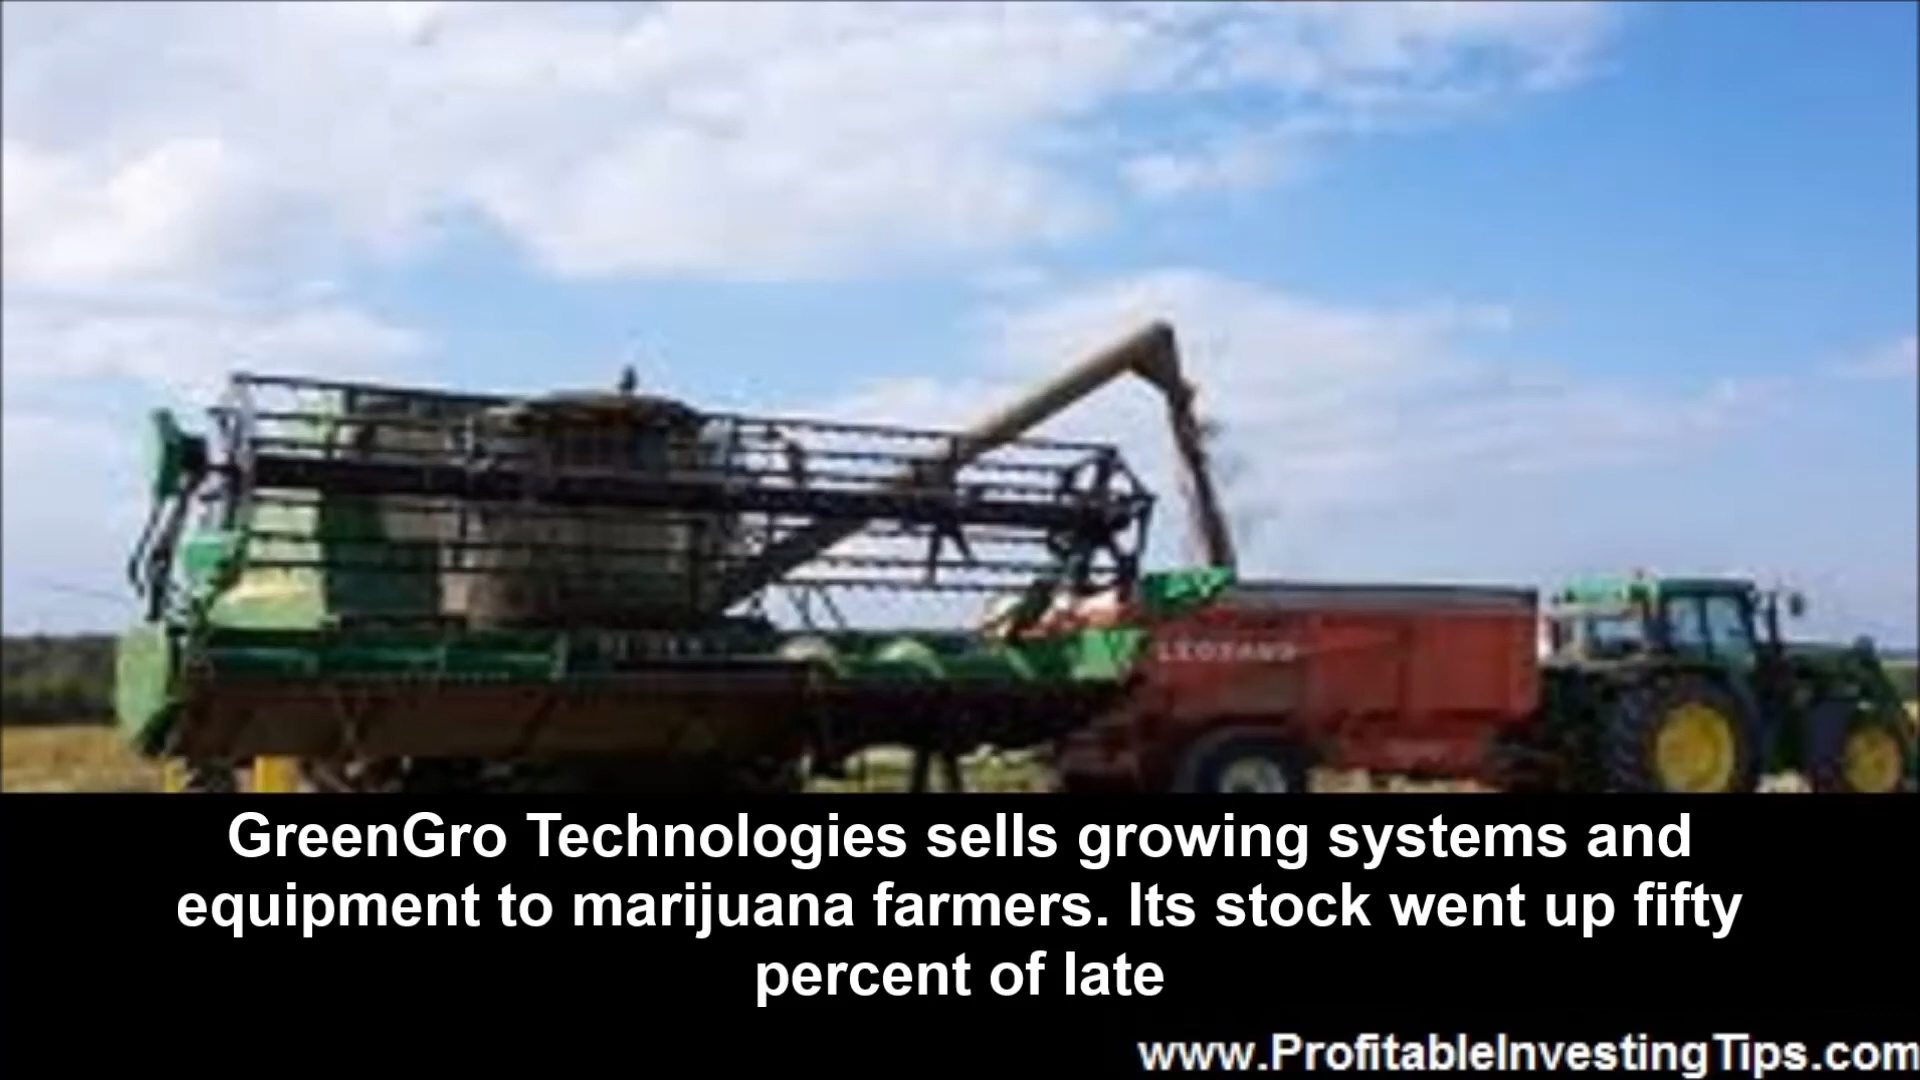 GreenGro Technologies sells growing systems and
equipment to marijuana farmers. Its stock went up fifty
percent of late
www.ProfitableInvestingTips.com